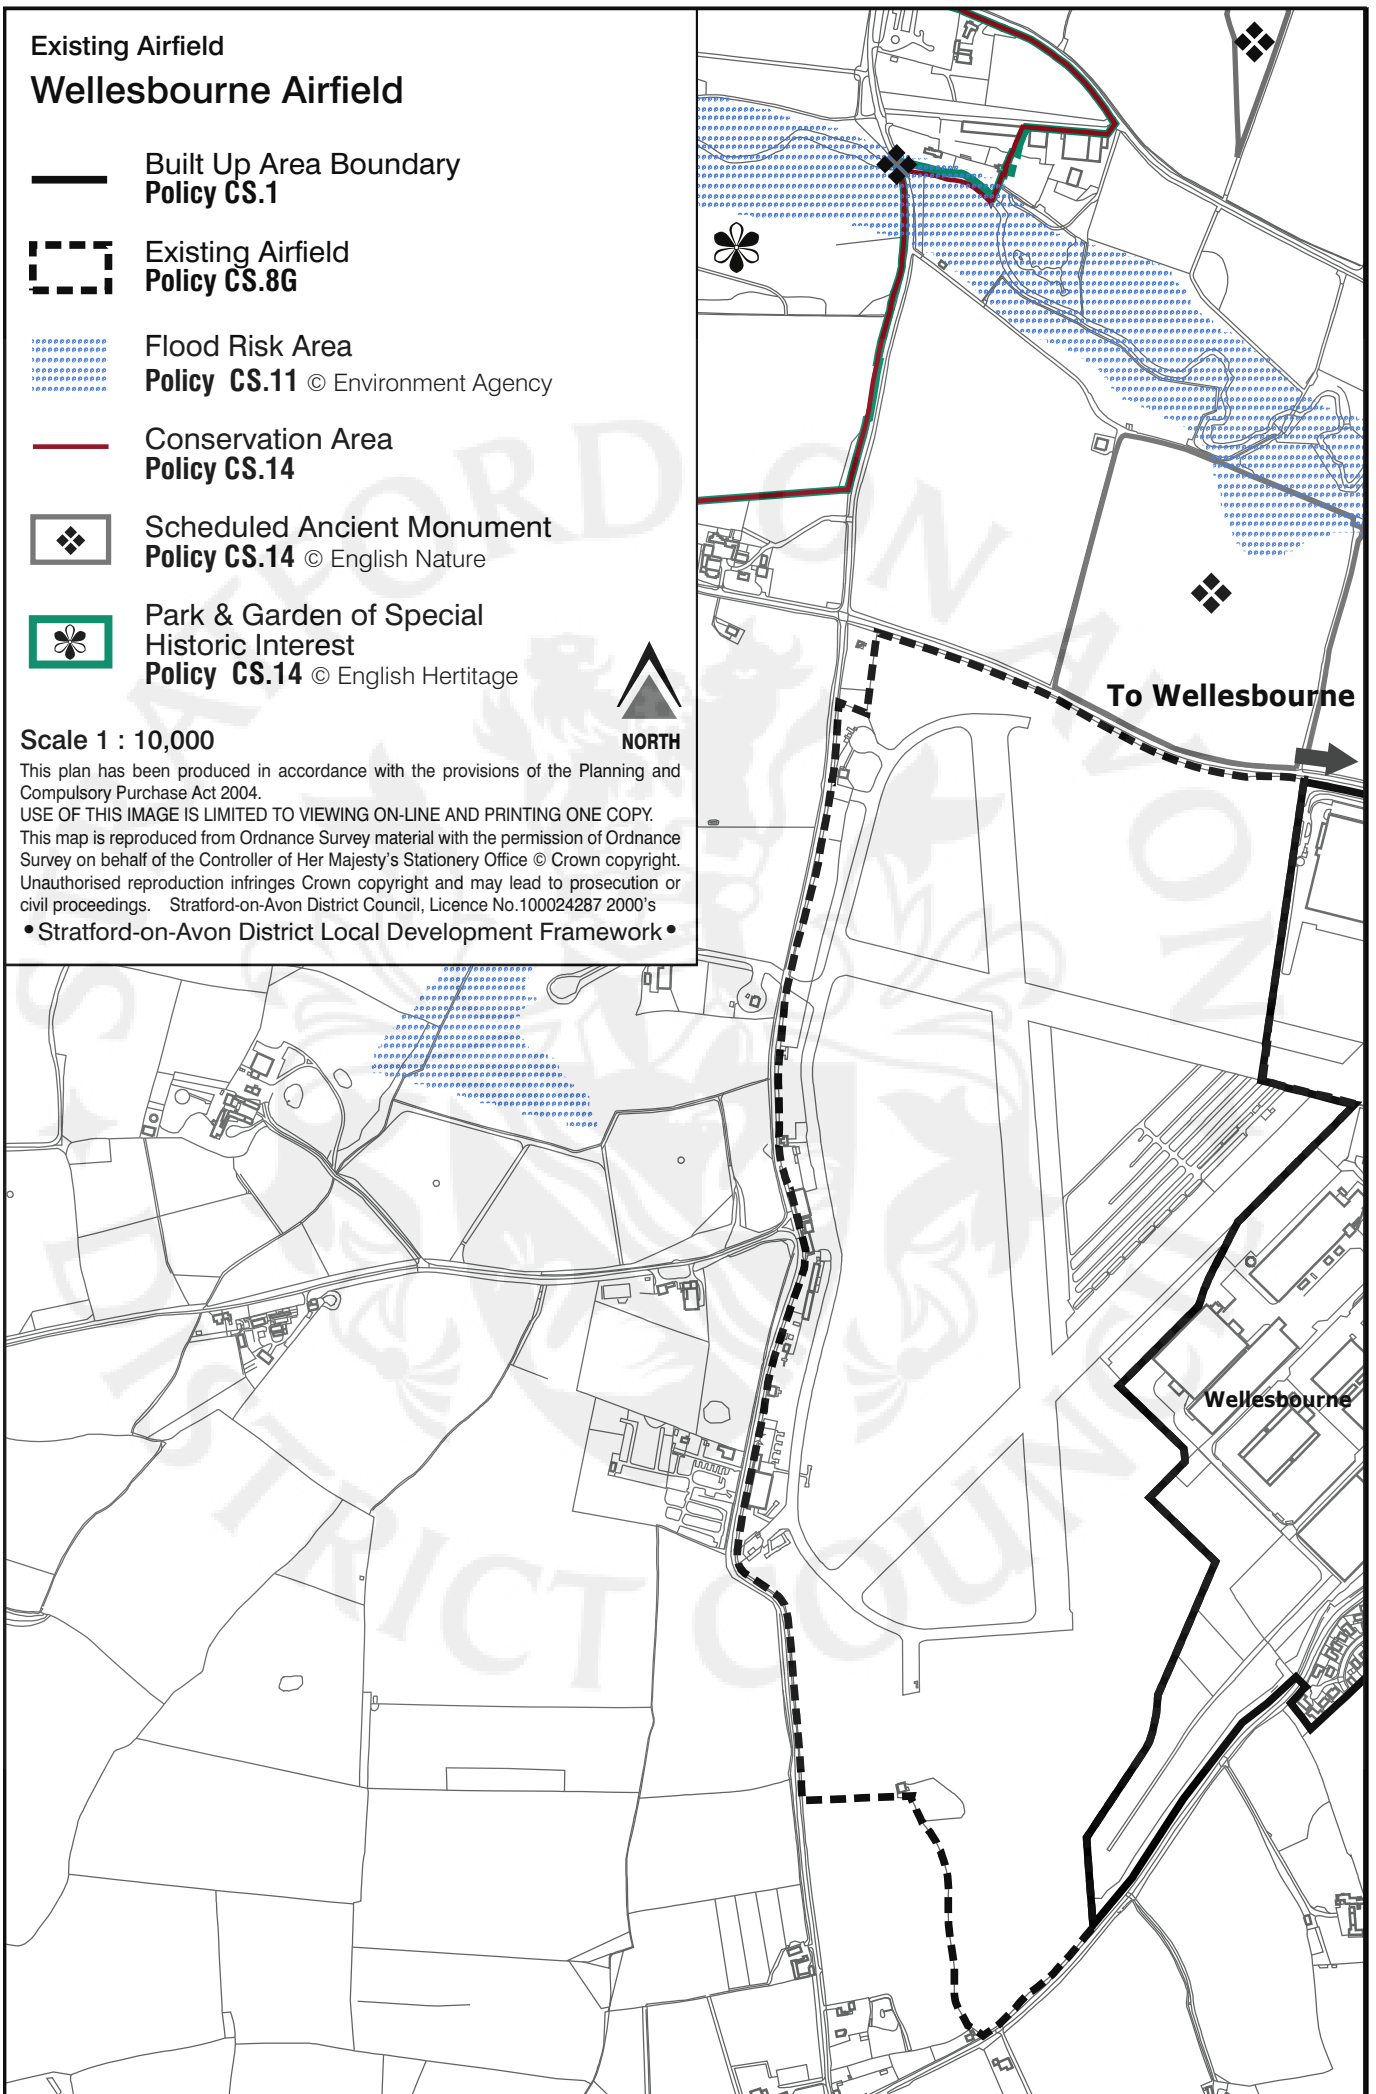 Existing Airfield
Wellesbourne Airfield
Built Up Area Boundary
Policy CS.1
Existing Airfield
Policy CS.8G
Flood Risk Area
Policy CS.11 © Environment Agency
Conservation Area
Policy CS.14
Scheduled Ancient Monument
Policy CS.14 © English Nature
Park & Garden of Special
Historic Interest
Policy CS.14 © English Hertitage
Scale 1 : 10,000
NORTH
This plan has been produced in accordance with the provisions of the Planning and
Compulsory Purchase Act 2004.
USE OF THIS IMAGE IS LIMITED TO VIEWING ON-LINE AND PRINTING ONE COPY.
This map is reproduced from Ordnance Survey material with the permission of Ordnance
Survey on behalf of the Controller of Her Majesty's Stationery Office © Crown copyright.
Unauthorised reproduction infringes Crown copyright and may lead to prosecution or
civil proceedings. Stratford-on-Avon District Council, Licence No.100024287 2000's
•Stratford-on-Avon District Local Development Framework•
To Wellesbourne
Wellesbourne
STRATFORD ON AVON
DISTRICT COUNCIL